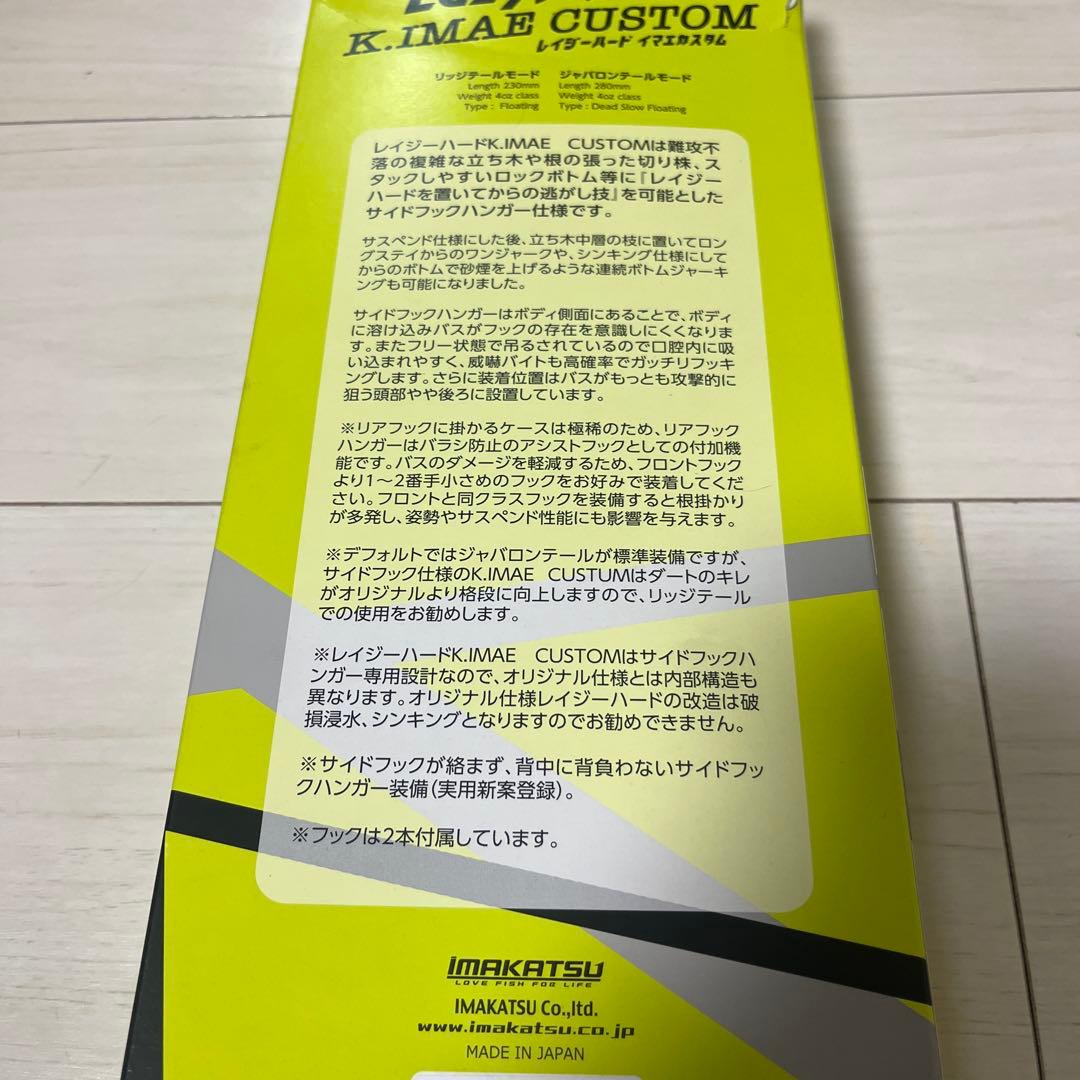 K.IMAE CUSTOM
レイジーハード イマエカスタム
リッジテールモード
Length 230mm
Weight 4oz class
Type : Floating
ジャバロンテールモード
Length 280mm
Weight 4oz class
Type : Dead Slow Floating
レイジーハードK.IMAE CUSTOMは難攻不
落の複雑な立ち木や根の張った切り株、ス
タックしやすいロックボトム等に『レイジー
ハードを置いてからの逃がし技』を可能とした
サイドフックハンガー仕様です。
サスペンド仕様にした後、立ち木中層の枝に置いてロン
グステイからのワンジャークや、シンキング仕様にして
からのボトムで砂煙を上げるような連続ボトムジャーキ
ングも可能になりました。
サイドフックハンガーはボディ側面にあることで、ボディ
に溶け込みバスがフックの存在を意識しにくくなりま
す。またフリー状態で吊るされているので口腔内に吸
い込まれやすく、威嚇バイトも高確率でガッチリフッキ
ングします。さらに装着位置はバスがもっとも攻撃的に
狙う頭部やや後ろに設置しています。
※リアフックに掛かるケースは極稀のため、リアフック
ハンガーはバラシ防止のアシストフックとしての付加機
能です。バスのダメージを軽減するため、フロントフック
より1〜2番手小さめのフックをお好みで装着してくだ
さい。フロントと同クラスフックを装備すると根掛かり
が多発し、姿勢やサスペンド性能にも影響を与えます。
※デフォルトではジャバロンテールが標準装備ですが、
サイドフック仕様のK.IMAE CUSTUMはダートのキレ
がオリジナルより格段に向上しますので、リッジテール
での使用をお勧めします。
※レイジーハードK.IMAE CUSTOMはサイドフックハ
ンガー専用設計なので、オリジナル仕様とは内部構造も
異なります。オリジナル仕様レイジーハードの改造は破
損浸水、シンキングとなりますのでお勧めできません。
※サイドフックが絡まず、背中に背負わないサイドフッ
クハンガー装備(実用新案登録)。
※フックは2本付属しています。
IMAKATSU
LOVE FISH FOR LIFE
IMAKATSU Co.,ltd.
www.imakatsu.co.jp
MADE IN JAPAN